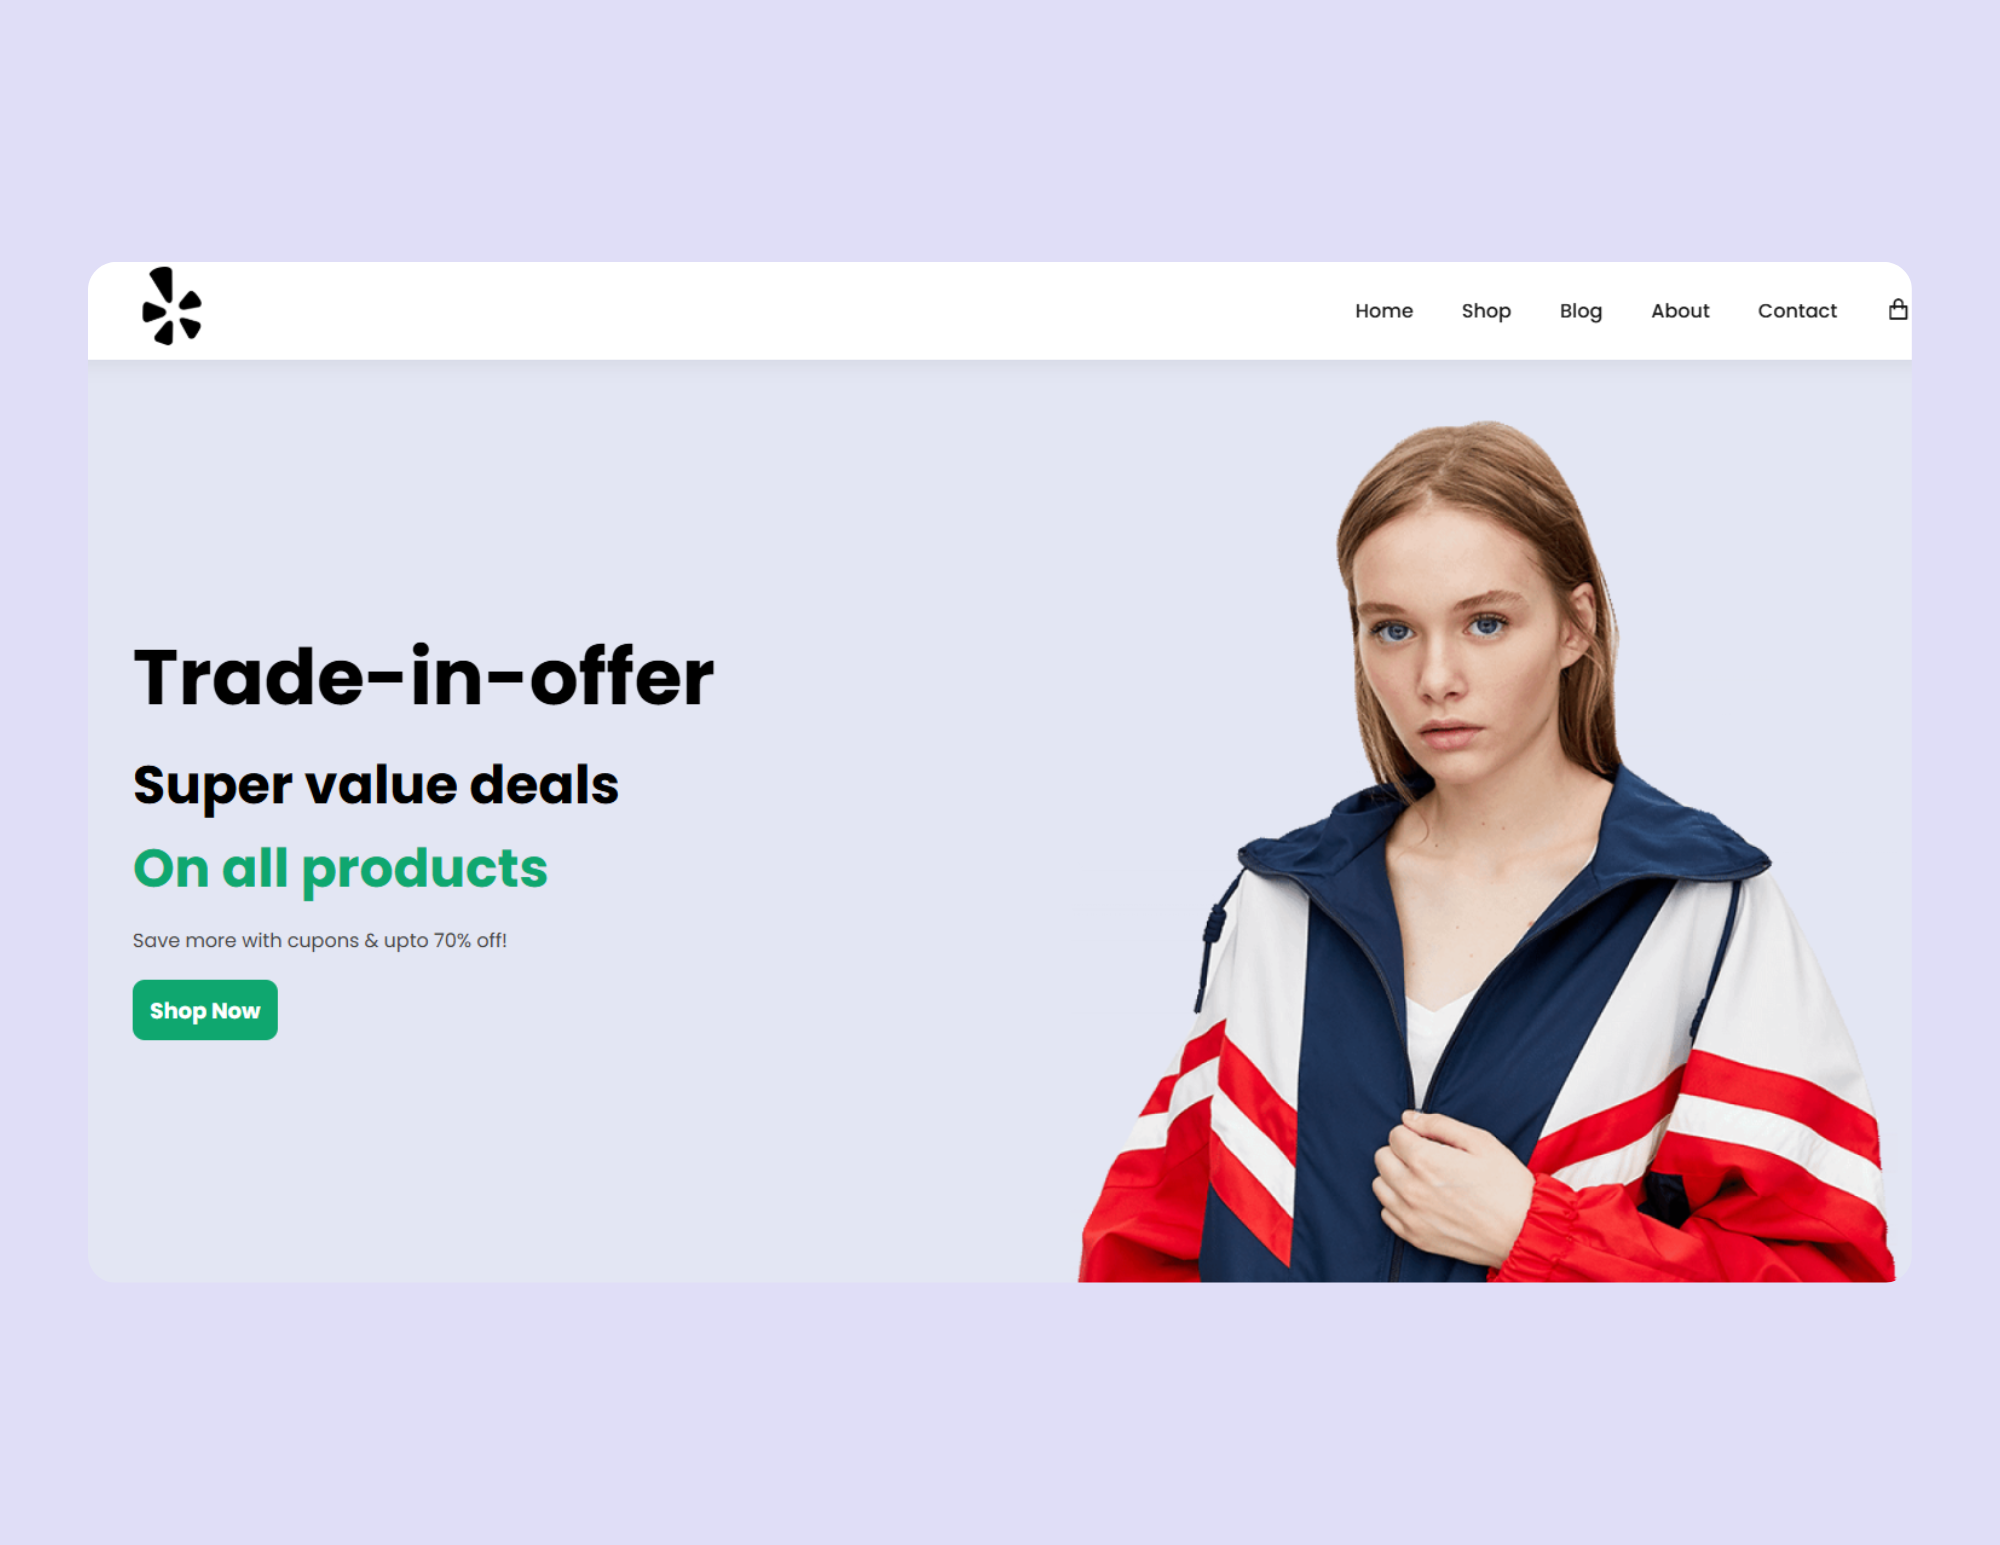 Home Shop Blog About Contact
Trade-in-offer
Super value deals
On all products
Save more with cupons & upto 70% off!
Shop Now